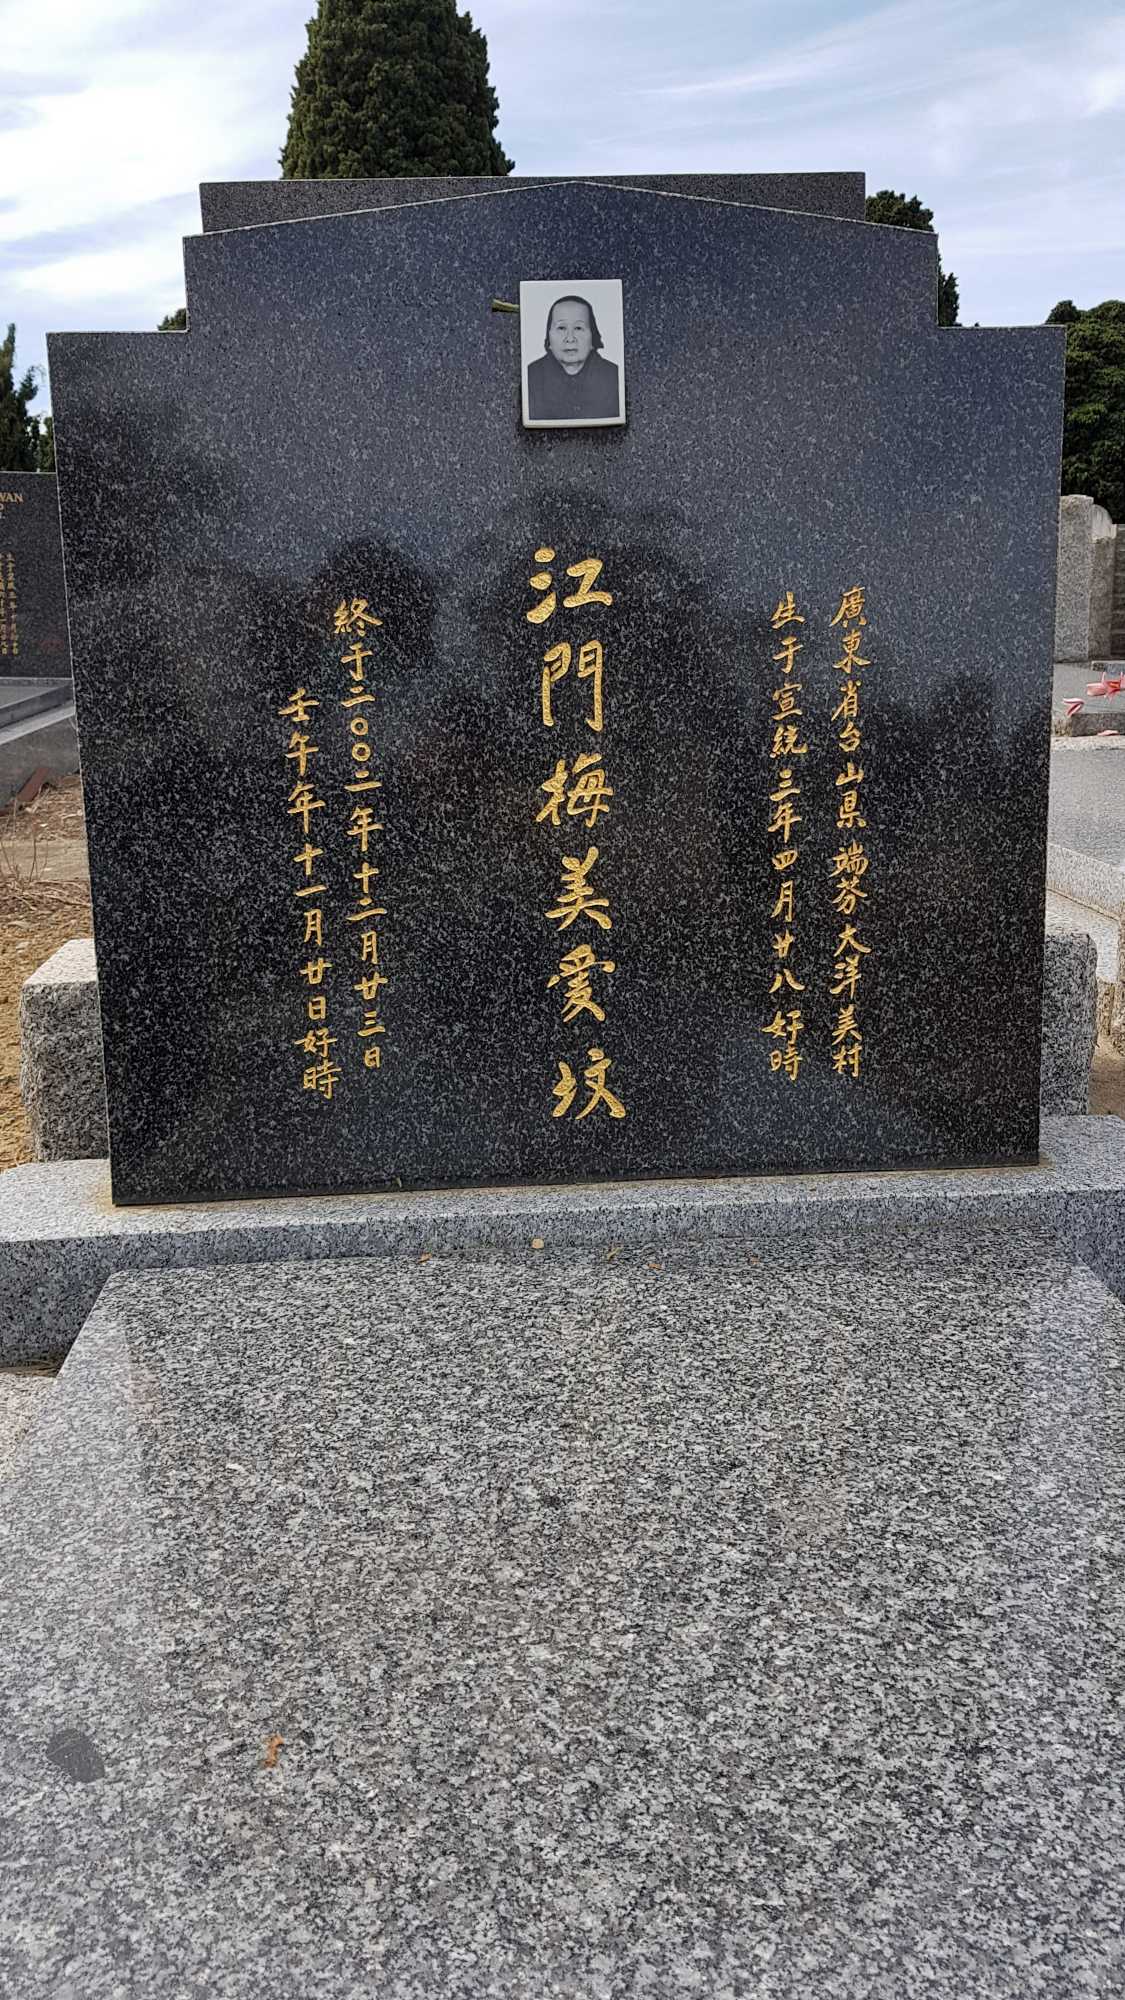 廣東省台山県端芬大洋美村
生于宣統三年四月廿八好時
江門梅美愛坟
終于二〇〇二年十二月廿三日
壬午年十一月廿日好時
WAN